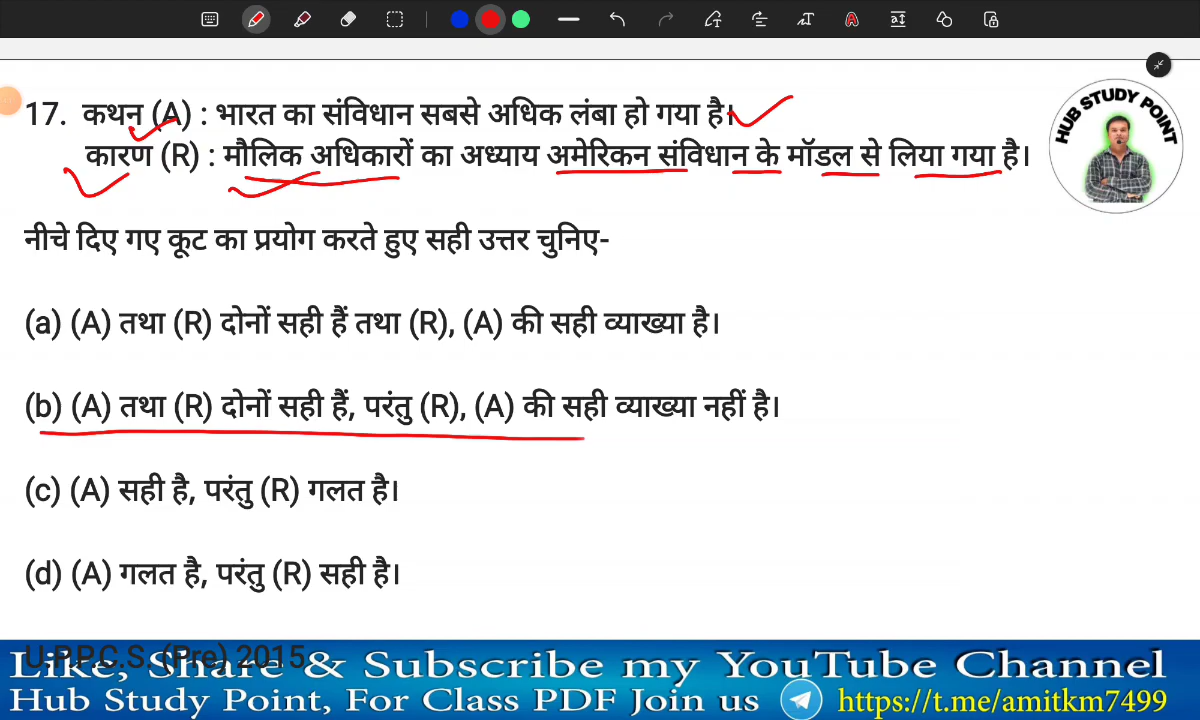 HUB STUDY POINT
17. कथन (A) : भारत का संविधान सबसे अधिक लंबा हो गया है।
कारण (R) : मौलिक अधिकारों का अध्याय अमेरिकन संविधान के मॉडल से लिया गया है।
नीचे दिए गए कूट का प्रयोग करते हुए सही उत्तर चुनिए-
(a) (A) तथा (R) दोनों सही हैं तथा (R), (A) की सही व्याख्या है।
(b) (A) तथा (R) दोनों सही हैं, परंतु (R), (A) की सही व्याख्या नहीं है।
(c) (A) सही है, परंतु (R) गलत है।
(d) (A) गलत है, परंतु (R) सही है।
U.P.P.C.S. (Pre) 2015
Like, Share & Subscribe my YouTube Channel
Hub Study Point, For Class PDF Join us https://t.me/amitkm7499